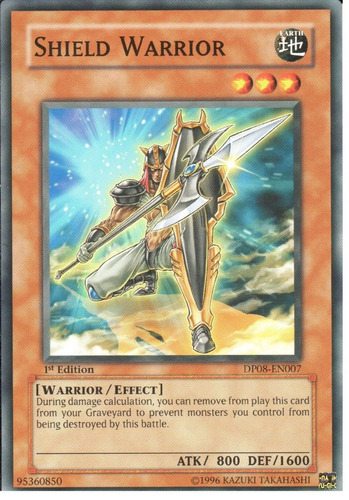 SHIELD WARRIOR
EARTH
地
1st Edition
DP08-EN007
[WARRIOR / EFFECT]
During damage calculation, you can remove from play this card
from your Graveyard to prevent monsters you control from
being destroyed by this battle.
ATK/ 800 DEF/1600
95360850
©1996 KAZUKI TAKAHASHI